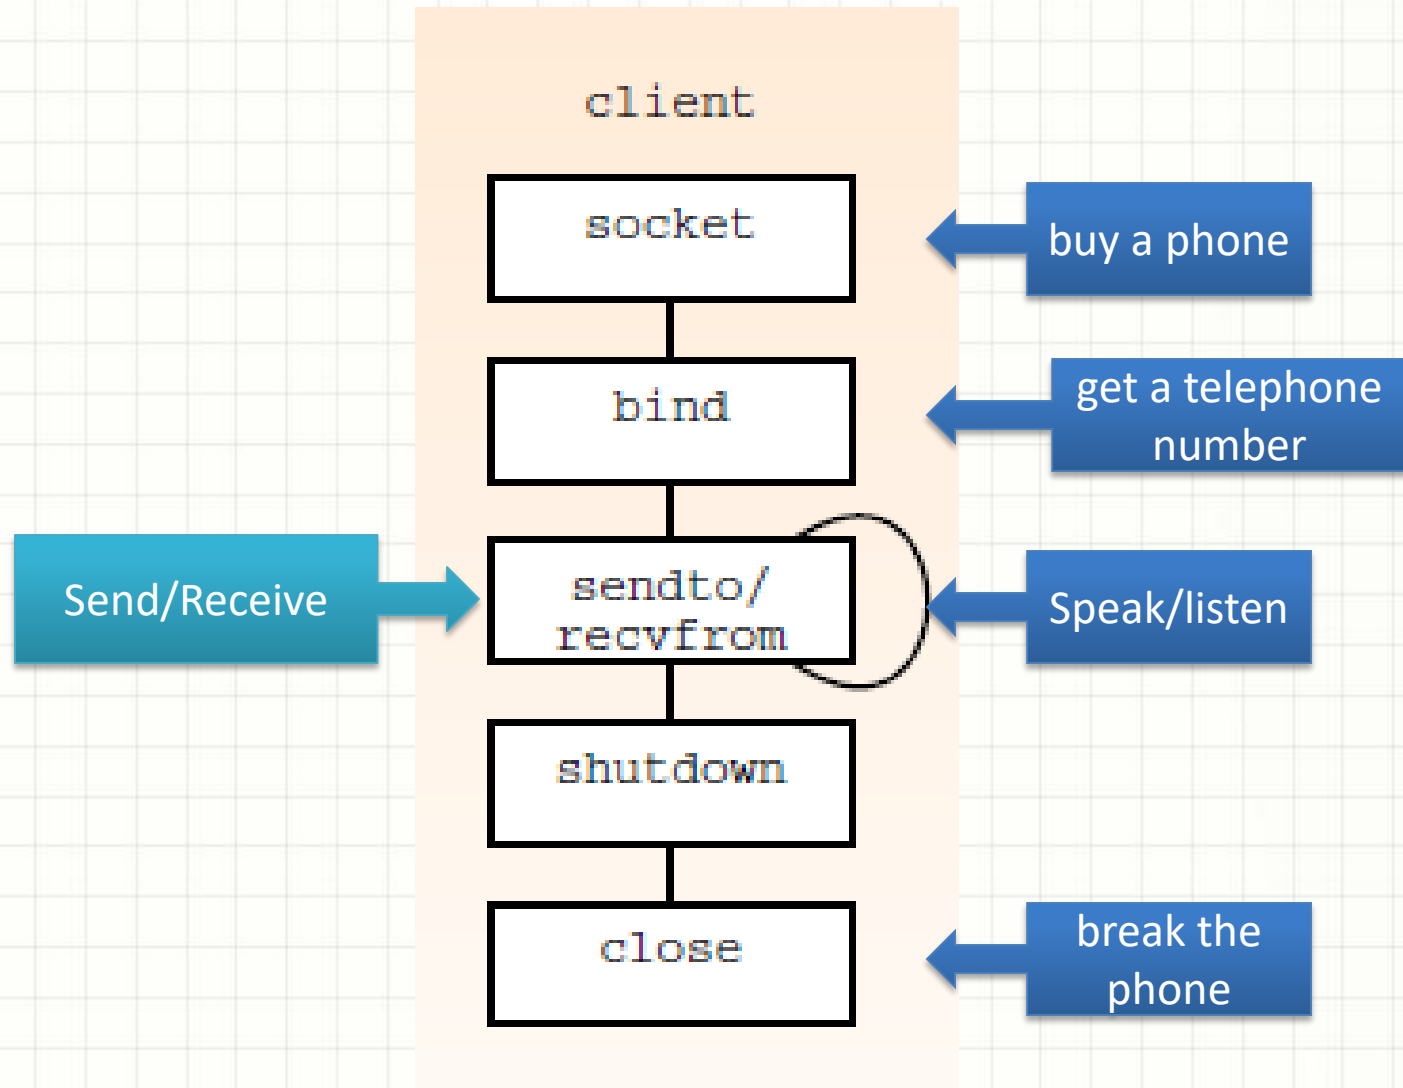 client
socket
buy a phone
bind
get a telephone
number
Send/Receive
sendto/
recvfrom
Speak/listen
shutdown
close
break the
phone